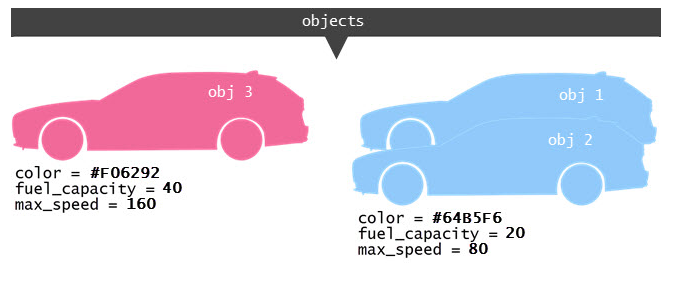 objects
obj 3
color = #F06292
fuel_capacity = 40
max_speed = 160
obj 1
obj 2
color = #64B5F6
fuel_capacity = 20
max_speed = 80